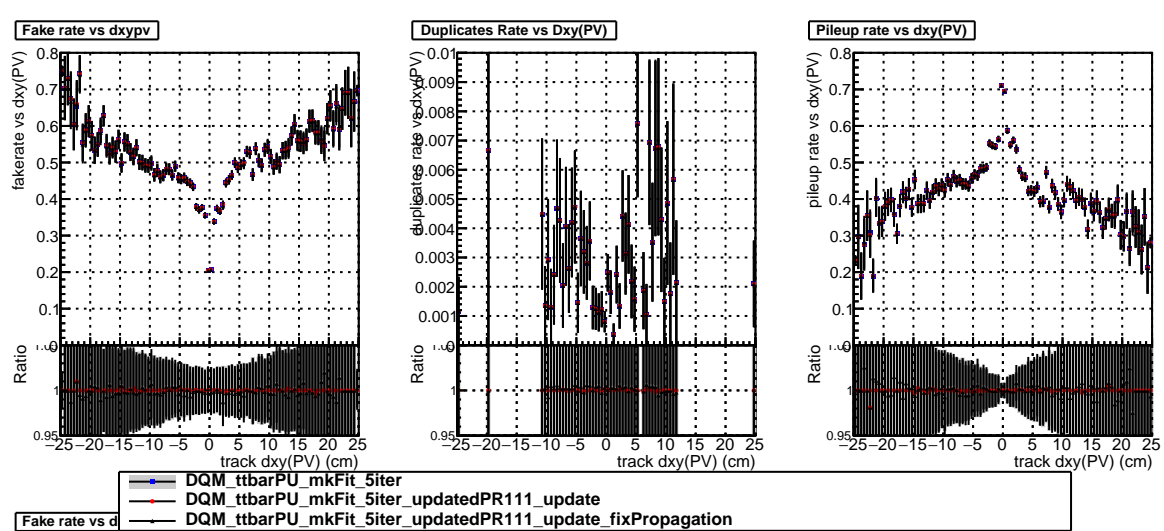 Fake rate vs dxypv
Duplicates Rate vs Dxy(PV)
Pileup rate vs dxy(PV)
fakerate vs dxy(PV)
0.8
0.7
0.6
0.5
0.4
0.3
0.2
0.1
duplicates rate vs dxy(PV)
0.01
0.009
0.008
0.007
0.006
0.005
0.004
0.003
0.002
0.001
pileup rate vs dxy(PV)
0.8
0.7
0.6
0.5
0.4
0.3
0.2
0.1
Ratio
1
0.95
Ratio
1
0.95
Ratio
1
0.95
−25 −20 −15 −10 −5 0 5 10 15 20 25
−25 −20 −15 −10 −5 0 5 10 15 20 25
−25 −20 −15 −10 −5 0 5 10 15 20 25
track dxy(PV) (cm)
track dxy(PV) (cm)
track dxy(PV) (cm)
DQM_ttbarPU_mkFit_5iter
DQM_ttbarPU_mkFit_5iter_updatedPR111_update
DQM_ttbarPU_mkFit_5iter_updatedPR111_update_fixPropagation
Fake rate vs d